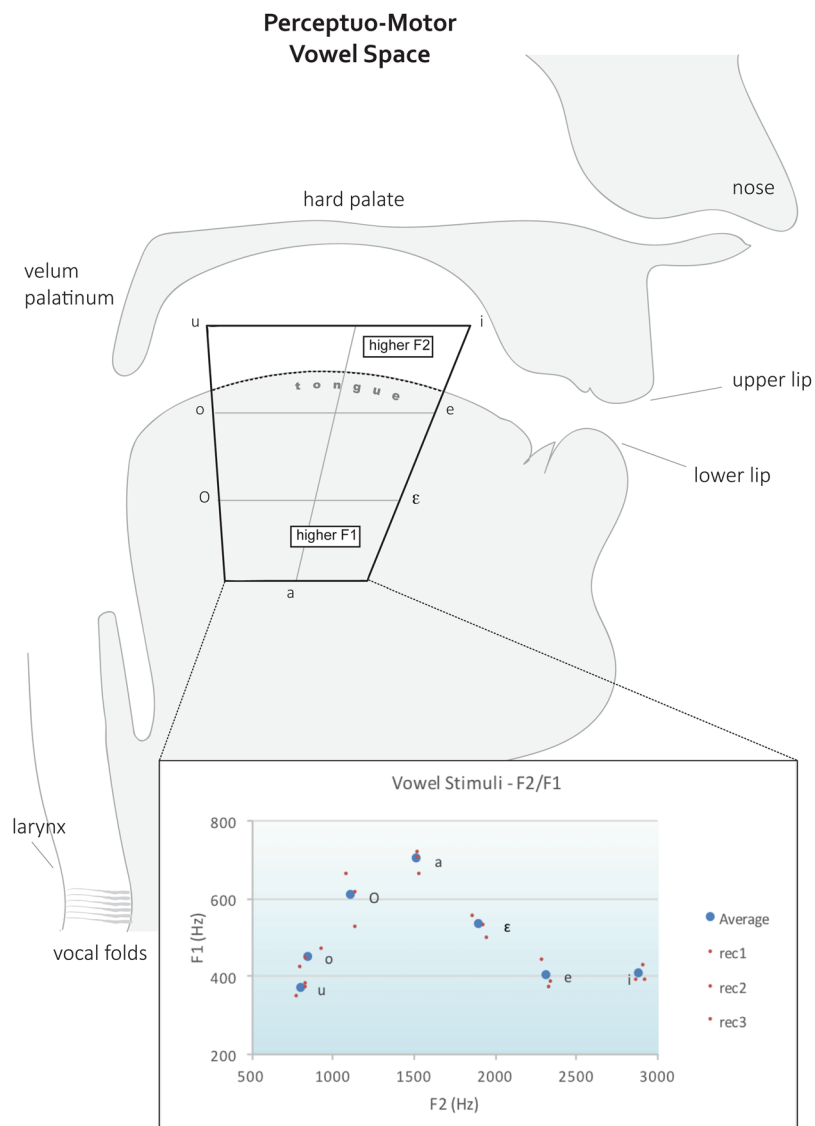 Perceptuo-Motor
Vowel Space
nose
hard palate
velum
palatinum
u
i
higher F2
tongue
upper lip
o
e
lower lip
O
ε
higher F1
a
larynx
vocal folds
Vowel Stimuli - F2/F1
800
600
400
200
F1 (Hz)
a
O
ε
o
e
i
u
Average
rec1
rec2
rec3
500 1000 1500 2000 2500 3000
F2 (Hz)